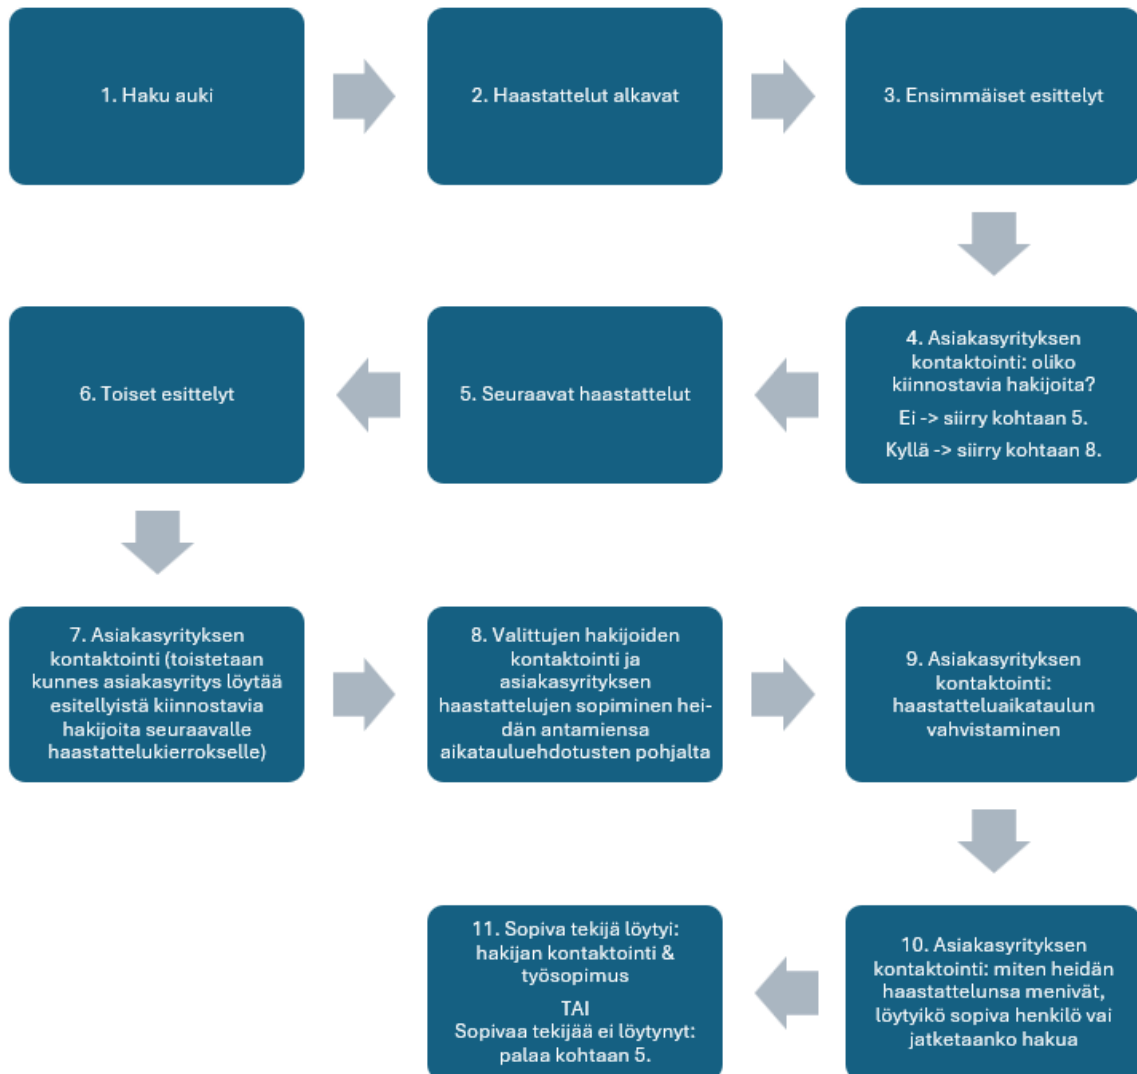 1. Haku auki
2. Haastattelut alkavat
3. Ensimmäiset esittelyt
4. Asiakasyrityksen
kontaktointi: oliko
kiinnostavia hakijoita?
Ei -> siirry kohtaan 5.
Kyllä -> siirry kohtaan 8.
5. Seuraavat haastattelut
6. Toiset esittelyt
7. Asiakasyrityksen
kontaktointi (toistetaan
kunnes asiakasyritys löytää
esitellyistä kiinnostavia
hakijoita seuraavalle
haastattelukierrokselle)
8. Valittujen hakijoiden
kontaktointi ja
asiakasyrityksen
haastattelujen sopiminen hei-
dän antamiensa
aikatauluehdotusten pohjalta
9. Asiakasyrityksen
kontaktointi:
haastatteluaikataulun
vahvistaminen
10. Asiakasyrityksen
kontaktointi: miten heidän
haastattelunsa menivät,
löytyikö sopiva henkilö vai
jatketaanko hakua
11. Sopiva tekijä löytyi:
hakijan kontaktointi &
työsopimus
TAI
Sopivaa tekijää ei löytynyt:
palaa kohtaan 5.